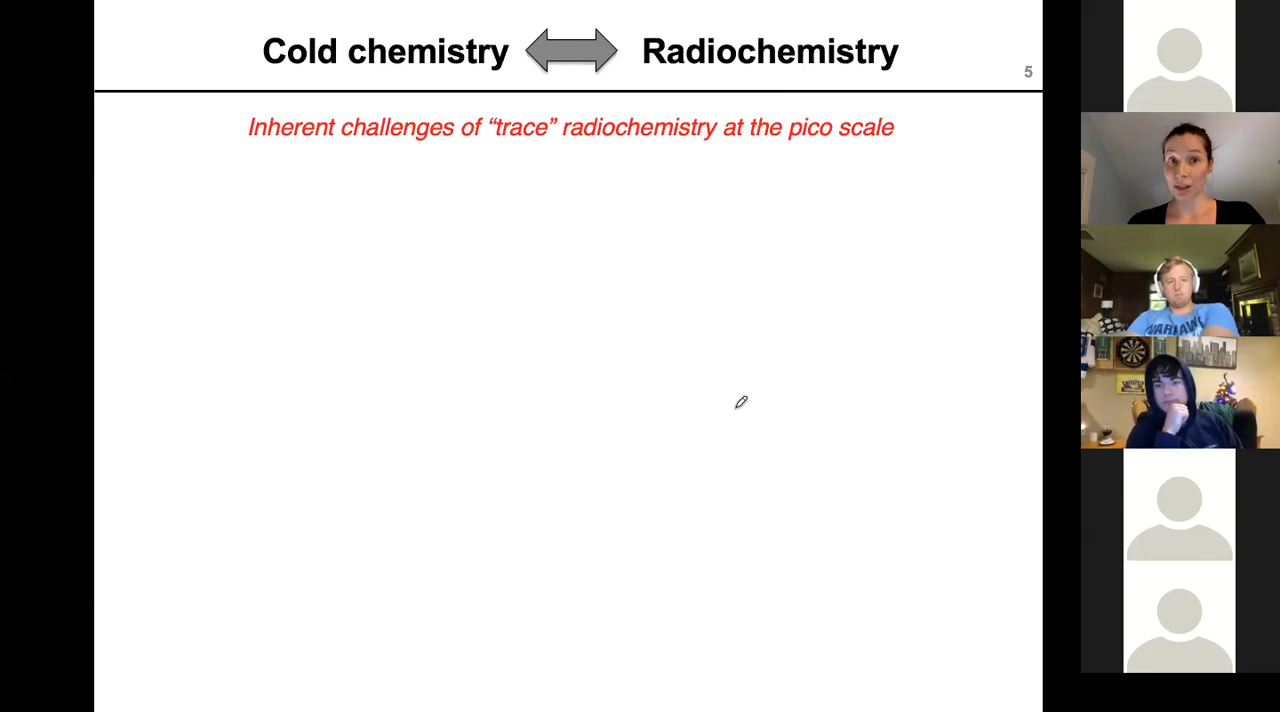 Cold chemistry Radiochemistry
5
Inherent challenges of “trace” radiochemistry at the pico scale